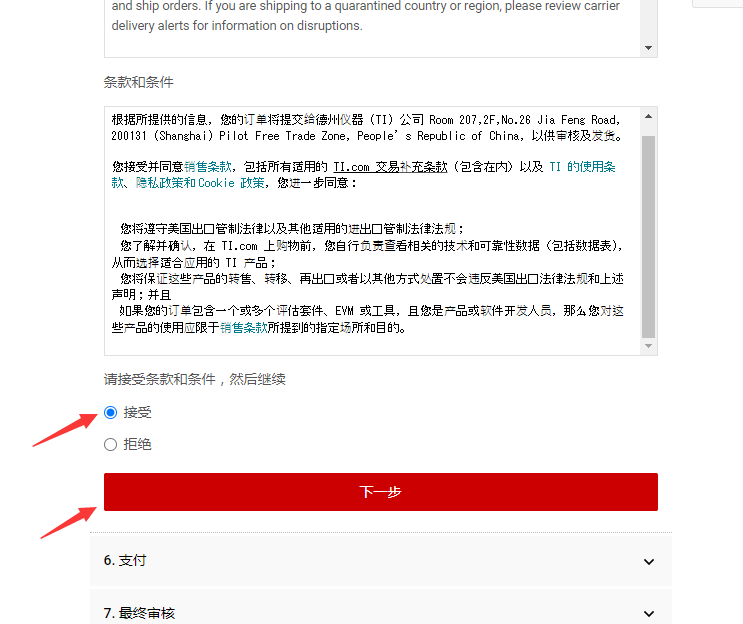 and ship orders. If you are shipping to a quarantined country or region, please review carrier
delivery alerts for information on disruptions.
条款和条件
根据所提供的信息，您的订单将提交给德州仪器（TI）公司 Room 207,2F,No.26 Jia Feng Road,
200131 (Shanghai) Pilot Free Trade Zone, People’s Republic of China，以供审核及发货。
您接受并同意销售条款，包括所有适用的 TI.com 交易补充条款（包含在内）以及 TI 的使用条
款、隐私政策和Cookie 政策，您进一步同意：
您将遵守美国出口管制法律以及其他适用的进出口管制法律法规；
您了解并确认，在 TI.com 上购物前，您自行负责查看相关的技术和可靠性数据（包括数据表），
从而选择适合应用的 TI 产品；
您将保证这些产品的转售、转移、再出口或者以其他方式处置不会违反美国出口法律法规和上述
声明；并且
如果您的订单包含一个或多个评估套件、EVM 或工具，且您是产品或软件开发人员，那么您对这
些产品的使用应限于销售条款所提到的指定场所和目的。
请接受条款和条件，然后继续
接受
拒绝
下一步
6. 支付
7. 最终审核